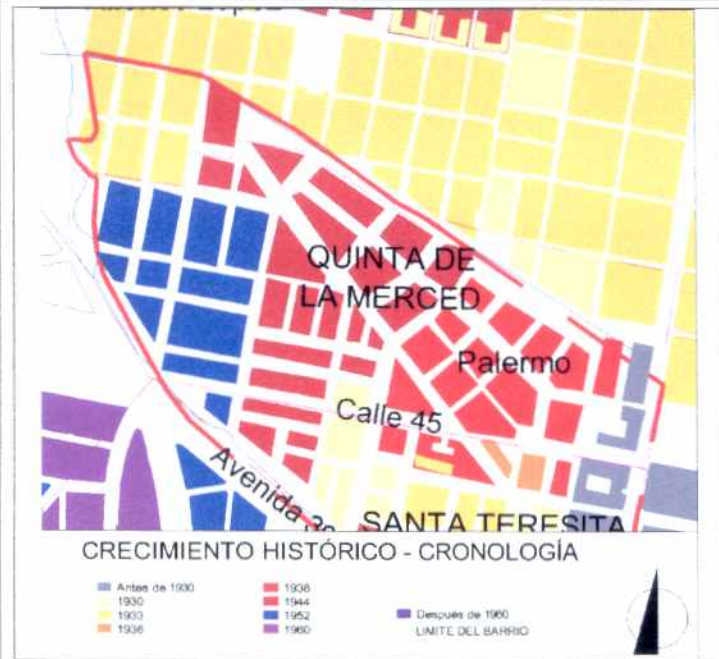 QUINTA DE
LA MERCED
Palermo
Calle 45
Avenida
SANTA TERESITA
CRECIMIENTO HISTÓRICO - CRONOLOGÍA
Antes de 1930
1930
1933
1936
1938
1944
1952
1960
Después de 1960
LIMITE DEL BARRIO